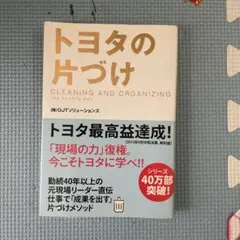 トヨタの
片づけ
CLEANING AND ORGANIZING
(株)OJTソリューションズ
トヨタ最高益達成!
「現場の力」復権。
今こそトヨタに学べ!!
シリーズ
40万部
突破!
勤続40年以上の
元現場リーダー直伝
仕事で「成果を出す」
片づけメソッド